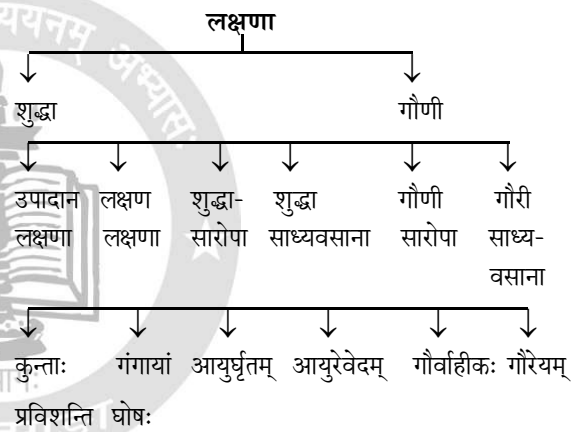 लक्षणा
शुद्धा गौणी
उपादान लक्षण शुद्धा- शुद्धा गौणी गौरी
लक्षणा लक्षणा सारोपा साध्यवसाना सारोपा साध्य-
वसाना
कुन्ताः गंगायां आयुर्घृतम् आयुरेवेदम् गौर्वाहीकः गौरेयम्
प्रविशन्ति घोषः